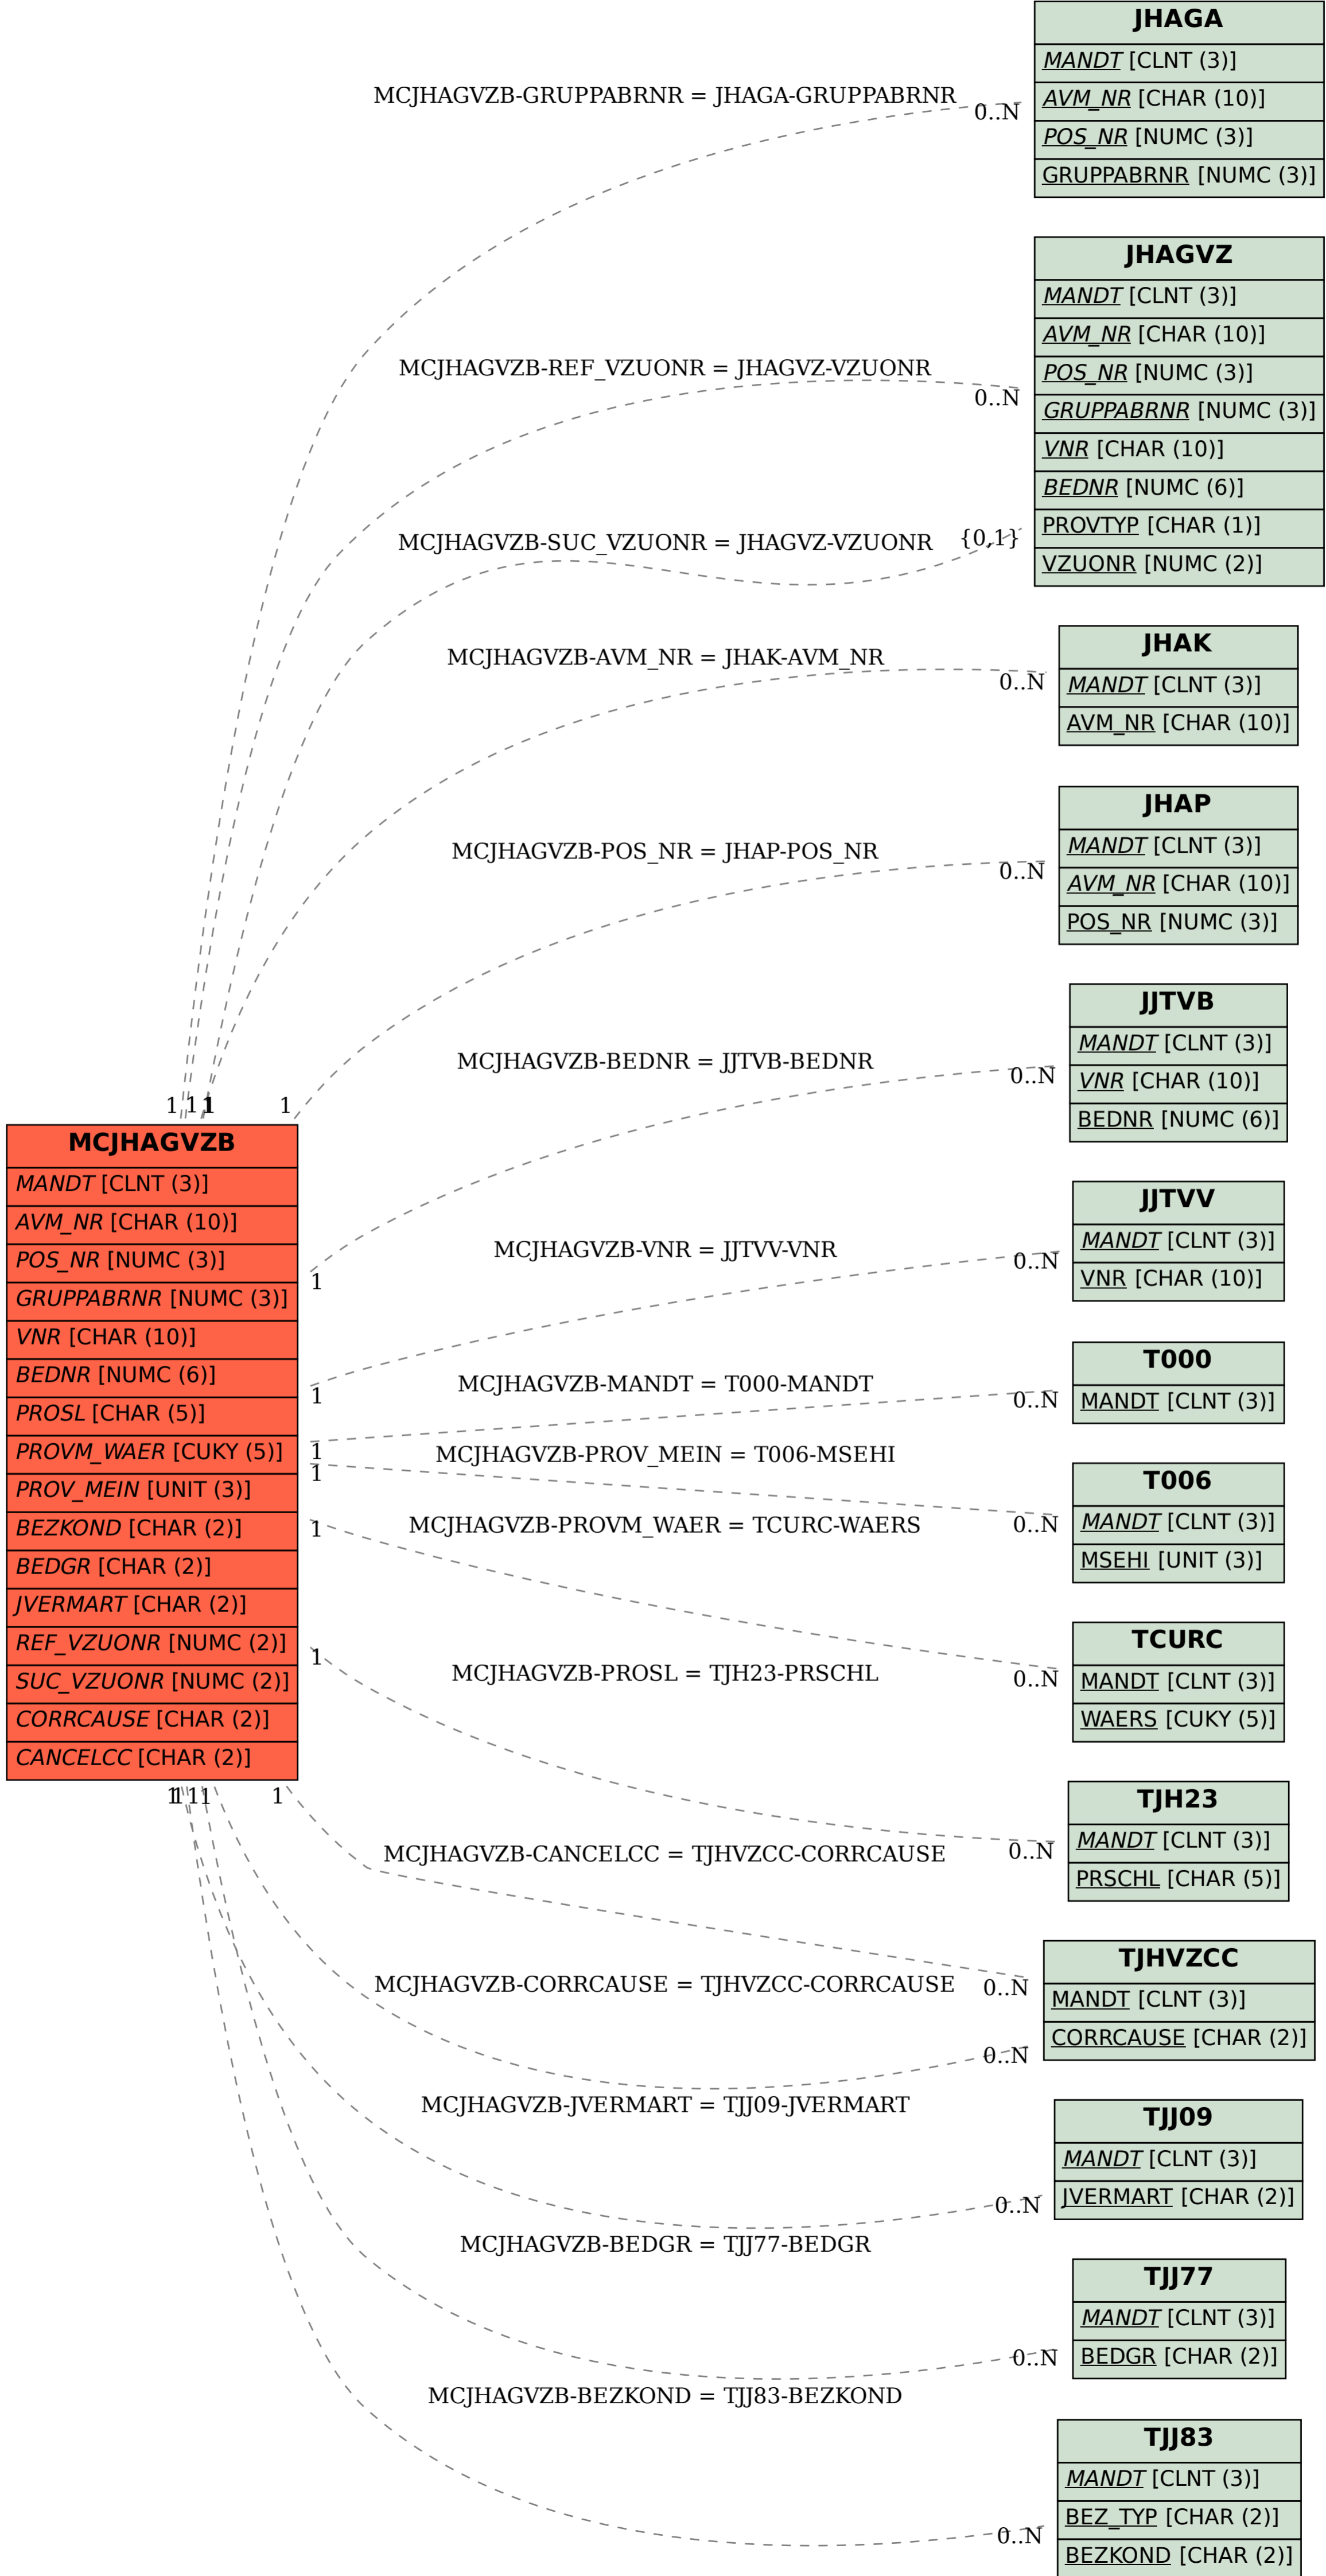 JHAGA
MANDT [CLNT (3)]
AVM_NR [CHAR (10)]
POS_NR [NUMC (3)]
GRUPPABRNR [NUMC (3)]
MCJHAGVZB-GRUPPABRNR = JHAGA-GRUPPABRNR
0..N
JHAGVZ
MANDT [CLNT (3)]
AVM_NR [CHAR (10)]
POS_NR [NUMC (3)]
GRUPPABRNR [NUMC (3)]
VNR [CHAR (10)]
BEDNR [NUMC (6)]
PROVTYP [CHAR (1)]
VZUONR [NUMC (2)]
MCJHAGVZB-REF_VZUONR = JHAGVZ-VZUONR
0..N
MCJHAGVZB-SUC_VZUONR = JHAGVZ-VZUONR
{0,1}
JHAK
MANDT [CLNT (3)]
AVM_NR [CHAR (10)]
MCJHAGVZB-AVM_NR = JHAK-AVM_NR
0..N
JHAP
MANDT [CLNT (3)]
AVM_NR [CHAR (10)]
POS_NR [NUMC (3)]
MCJHAGVZB-POS_NR = JHAP-POS_NR
0..N
JJTVB
MANDT [CLNT (3)]
VNR [CHAR (10)]
BEDNR [NUMC (6)]
MCJHAGVZB-BEDNR = JJTVB-BEDNR
0..N
1
1
1
1
1
MCJHAGVZB
MANDT [CLNT (3)]
AVM_NR [CHAR (10)]
POS_NR [NUMC (3)]
GRUPPABRNR [NUMC (3)]
VNR [CHAR (10)]
BEDNR [NUMC (6)]
PROSL [CHAR (5)]
PROVM_WAER [CUKY (5)]
PROV_MEIN [UNIT (3)]
BEZKOND [CHAR (2)]
BEDGR [CHAR (2)]
JVERMART [CHAR (2)]
REF_VZUONR [NUMC (2)]
SUC_VZUONR [NUMC (2)]
CORRCAUSE [CHAR (2)]
CANCELCC [CHAR (2)]
1
1
1
1
1
1
JJTVV
MANDT [CLNT (3)]
VNR [CHAR (10)]
MCJHAGVZB-VNR = JJTVV-VNR
0..N
T000
MANDT [CLNT (3)]
MCJHAGVZB-MANDT = T000-MANDT
0..N
T006
MANDT [CLNT (3)]
MSEHI [UNIT (3)]
MCJHAGVZB-PROV_MEIN = T006-MSEHI
0..N
TCURC
MANDT [CLNT (3)]
WAERS [CUKY (5)]
MCJHAGVZB-PROVM_WAER = TCURC-WAERS
0..N
TJH23
MANDT [CLNT (3)]
PRSCHL [CHAR (5)]
MCJHAGVZB-PROSL = TJH23-PRSCHL
0..N
1
1
1
1
1
TJHVZCC
MANDT [CLNT (3)]
CORRCAUSE [CHAR (2)]
MCJHAGVZB-CANCELCC = TJHVZCC-CORRCAUSE
0..N
MCJHAGVZB-CORRCAUSE = TJHVZCC-CORRCAUSE
0..N
TJJ09
MANDT [CLNT (3)]
JVERMART [CHAR (2)]
MCJHAGVZB-JVERMART = TJJ09-JVERMART
0..N
TJJ77
MANDT [CLNT (3)]
BEDGR [CHAR (2)]
MCJHAGVZB-BEDGR = TJJ77-BEDGR
0..N
TJJ83
MANDT [CLNT (3)]
BEZ_TYP [CHAR (2)]
BEZKOND [CHAR (2)]
MCJHAGVZB-BEZKOND = TJJ83-BEZKOND
0..N